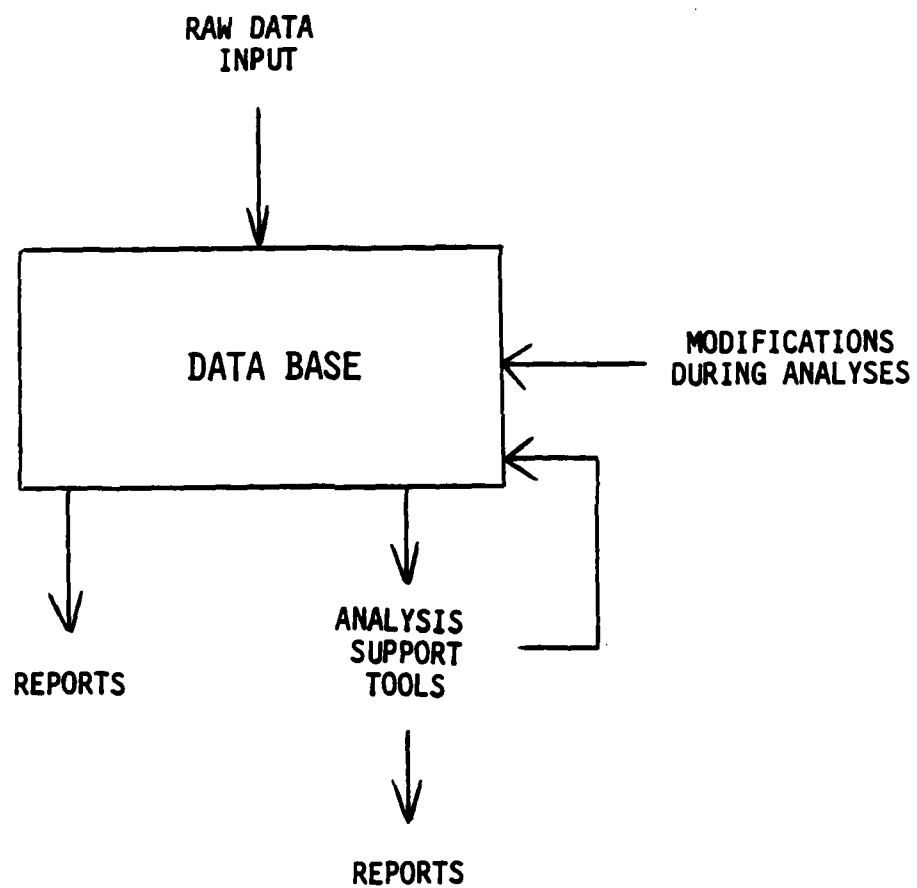 RAW DATA
INPUT
DATA BASE
MODIFICATIONS
DURING ANALYSES
ANALYSIS
SUPPORT
TOOLS
REPORTS
REPORTS